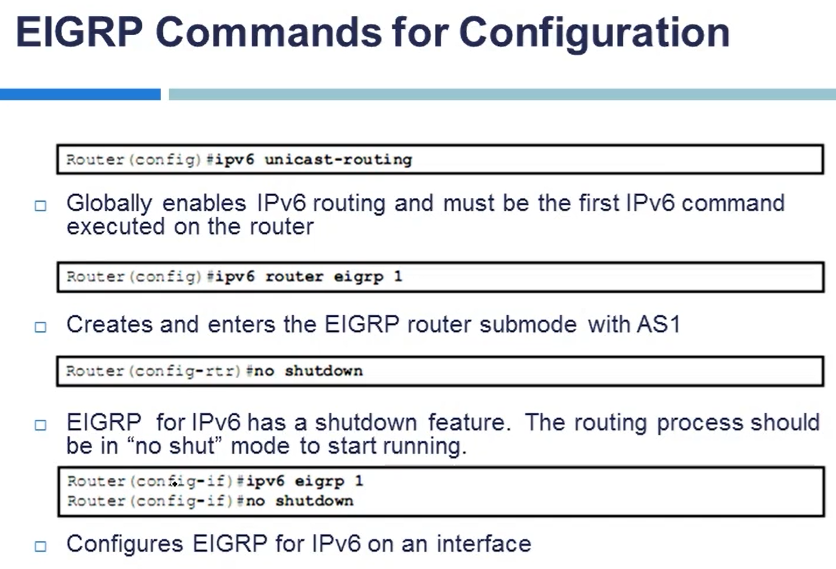 EIGRP Commands for Configuration
Router(config)#ipv6 unicast-routing
Globally enables IPv6 routing and must be the first IPv6 command
executed on the router
Router(config)#ipv6 router eigrp 1
Creates and enters the EIGRP router submode with AS1
Router(config-rtr)#no shutdown
EIGRP for IPv6 has a shutdown feature. The routing process should
be in “no shut” mode to start running.
Router(config-if)#ipv6 eigrp 1
Router(config-if)#no shutdown
Configures EIGRP for IPv6 on an interface